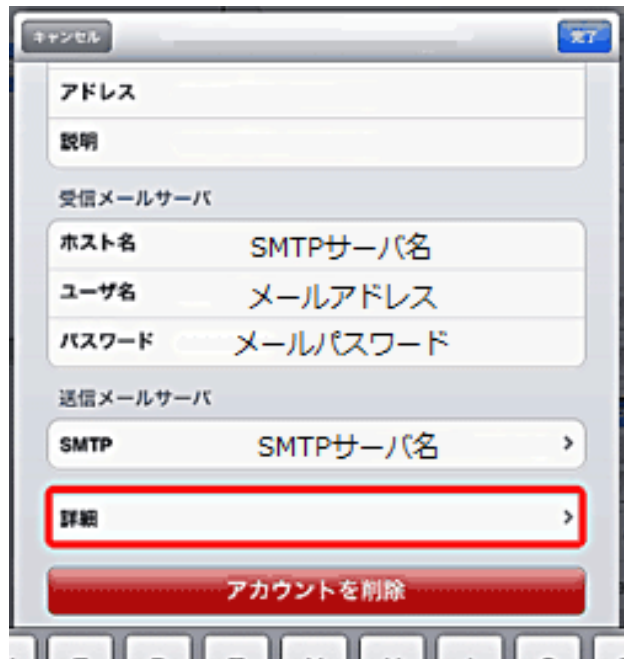 キャンセル 完了
アドレス
説明
受信メールサーバ
ホスト名 SMTPサーバ名
ユーザ名 メールアドレス
パスワード メールパスワード
送信メールサーバ
SMTP SMTPサーバ名 >
詳細 >
アカウントを削除